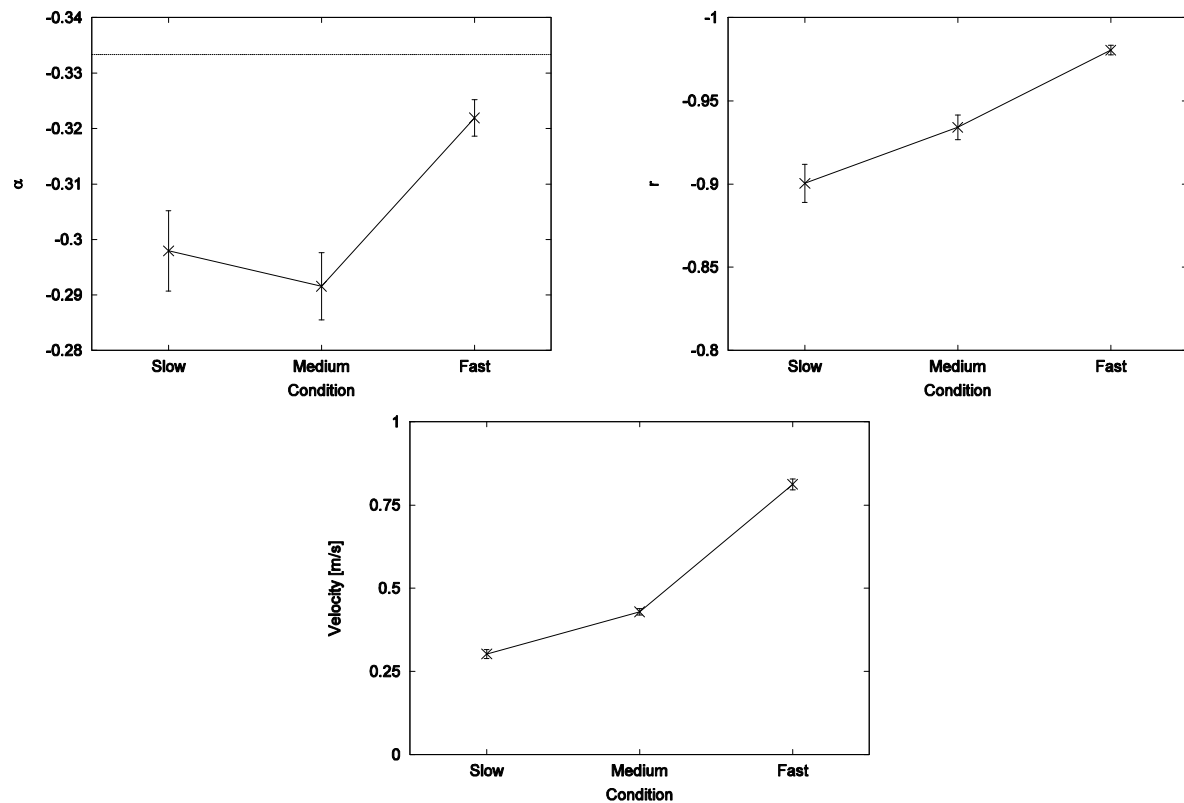 -0.34
-0.33
-0.32
-0.31
-0.3
-0.29
-0.28
α
Slow Medium Fast
Condition
-1
-0.95
-0.9
-0.85
-0.8
r
Slow Medium Fast
Condition
1
0.75
0.5
0.25
0
Velocity [m/s]
Slow Medium Fast
Condition